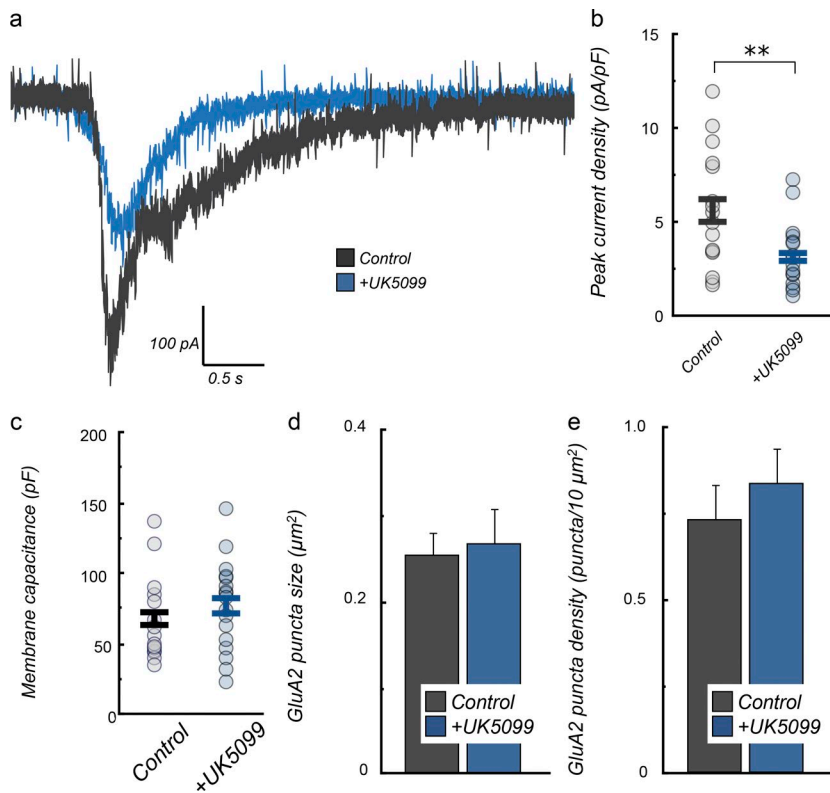 a
Control
+UK5099
100 pA
0.5 s
b
**
Peak current density (pA/pF)
15
10
5
0
Control
+UK5099
c
Membrane capacitance (pF)
200
150
100
50
0
Control
+UK5099
d
GluA2 puncta size (µm²)
0.4
0.2
0
Control
+UK5099
e
GluA2 puncta density (puncta/10 µm²)
1.0
0.5
0
Control
+UK5099